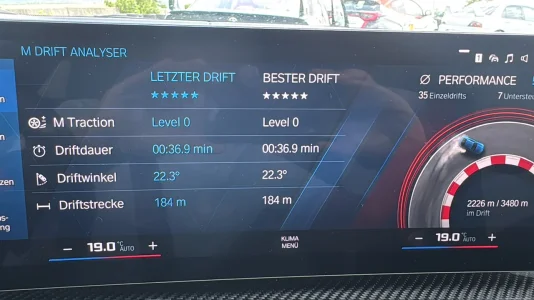 M DRIFT ANALYSER
LETZTER DRIFT BESTER DRIFT
★★★★★ ★★★★★
M Traction Level 0 Level 0
Driftdauer 00:36.9 min 00:36.9 min
Driftwinkel 22.3° 22.3°
Driftstrecke 184 m 184 m
Ø PERFORMANCE
35 Einzeldrifts
2226 m / 3480 m
im Drift
− 19.0 °C AUTO +
KLIMA
MENÜ
− 19.0 °C AUTO +